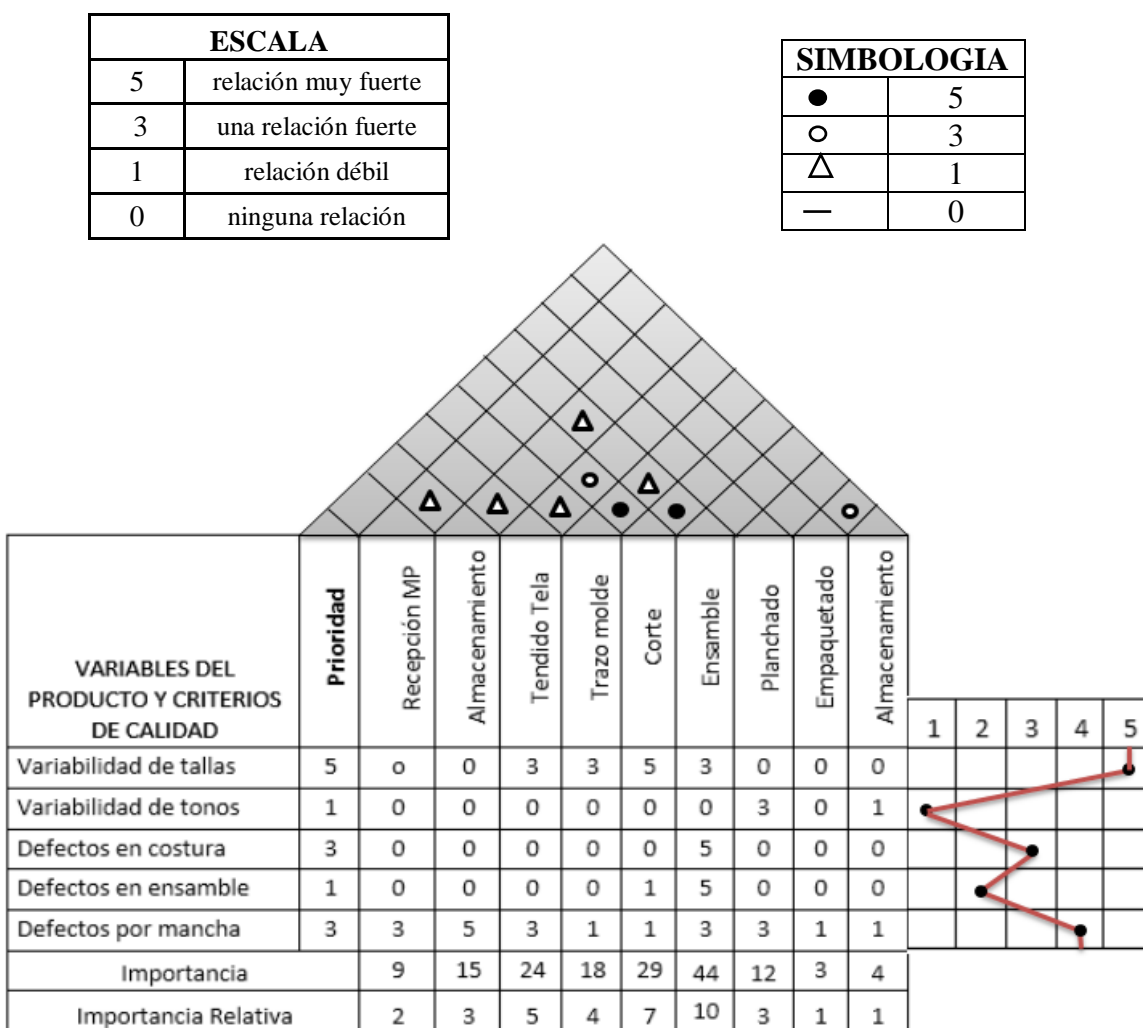 ESCALA
5 relación muy fuerte
3 una relación fuerte
1 relación débil
0 ninguna relación
SIMBOLOGIA
● 5
○ 3
△ 1
— 0
VARIABLES DEL
PRODUCTO Y CRITERIOS
DE CALIDAD
Prioridad
Recepción MP
Almacenamiento
Tendido Tela
Trazo molde
Corte
Ensamble
Planchado
Empaquetado
Almacenamiento
1 2 3 4 5
Variabilidad de tallas 5 o 0 3 3 5 3 0 0 0
Variabilidad de tonos 1 0 0 0 0 0 0 3 0 1
Defectos en costura 3 0 0 0 0 0 5 0 0 0
Defectos en ensamble 1 0 0 0 0 1 5 0 0 0
Defectos por mancha 3 3 5 3 1 1 3 3 1 1
Importancia 9 15 24 18 29 44 12 3 4
Importancia Relativa 2 3 5 4 7 10 3 1 1